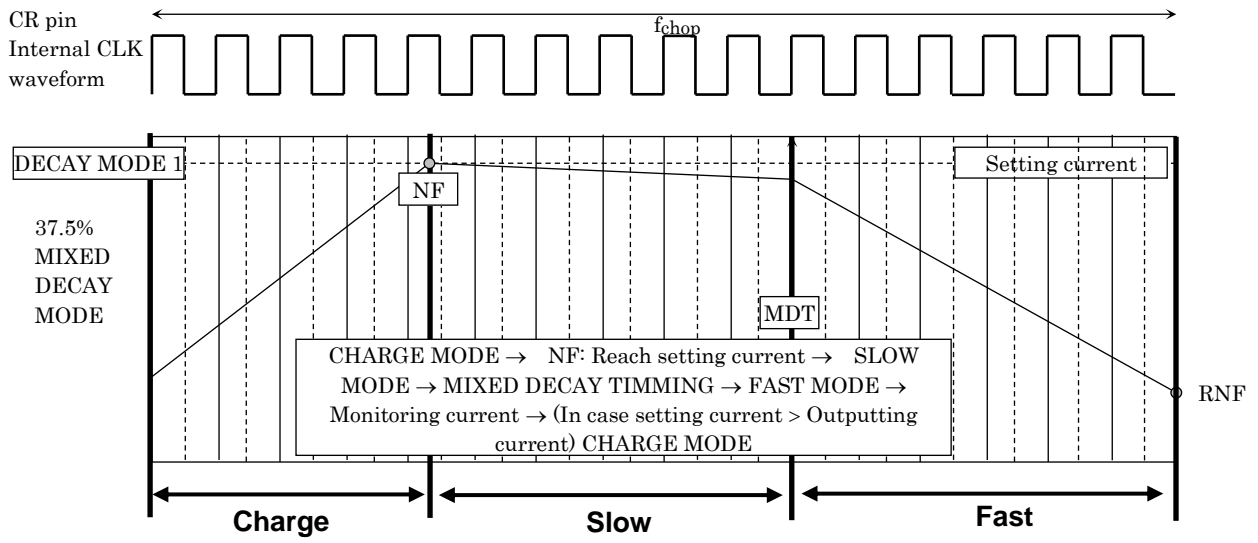 CR pin
Internal CLK
waveform
fchop
DECAY MODE 1
Setting current
NF
37.5%
MIXED
DECAY
MODE
MDT
CHARGE MODE → NF: Reach setting current → SLOW
MODE → MIXED DECAY TIMMING → FAST MODE →
Monitoring current → (In case setting current > Outputting
current) CHARGE MODE
RNF
Charge
Slow
Fast